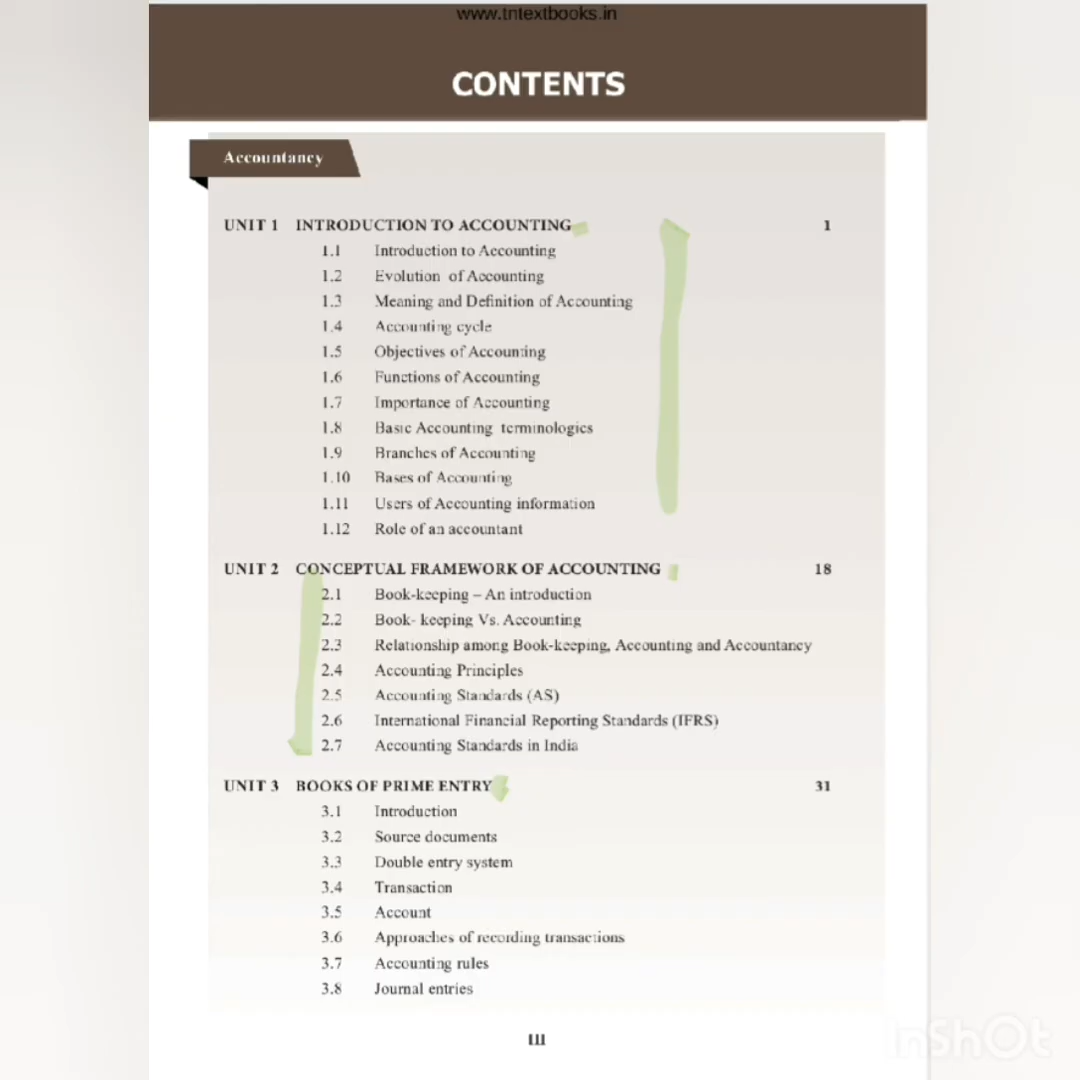 www.tntextbooks.in
CONTENTS
Accountancy
UNIT 1 INTRODUCTION TO ACCOUNTING 1
1.1 Introduction to Accounting
1.2 Evolution of Accounting
1.3 Meaning and Definition of Accounting
1.4 Accounting cycle
1.5 Objectives of Accounting
1.6 Functions of Accounting
1.7 Importance of Accounting
1.8 Basic Accounting terminologies
1.9 Branches of Accounting
1.10 Bases of Accounting
1.11 Users of Accounting information
1.12 Role of an accountant
UNIT 2 CONCEPTUAL FRAMEWORK OF ACCOUNTING 18
2.1 Book-keeping – An introduction
2.2 Book- keeping Vs. Accounting
2.3 Relationship among Book-keeping, Accounting and Accountancy
2.4 Accounting Principles
2.5 Accounting Standards (AS)
2.6 International Financial Reporting Standards (IFRS)
2.7 Accounting Standards in India
UNIT 3 BOOKS OF PRIME ENTRY 31
3.1 Introduction
3.2 Source documents
3.3 Double entry system
3.4 Transaction
3.5 Account
3.6 Approaches of recording transactions
3.7 Accounting rules
3.8 Journal entries
III
InShOt